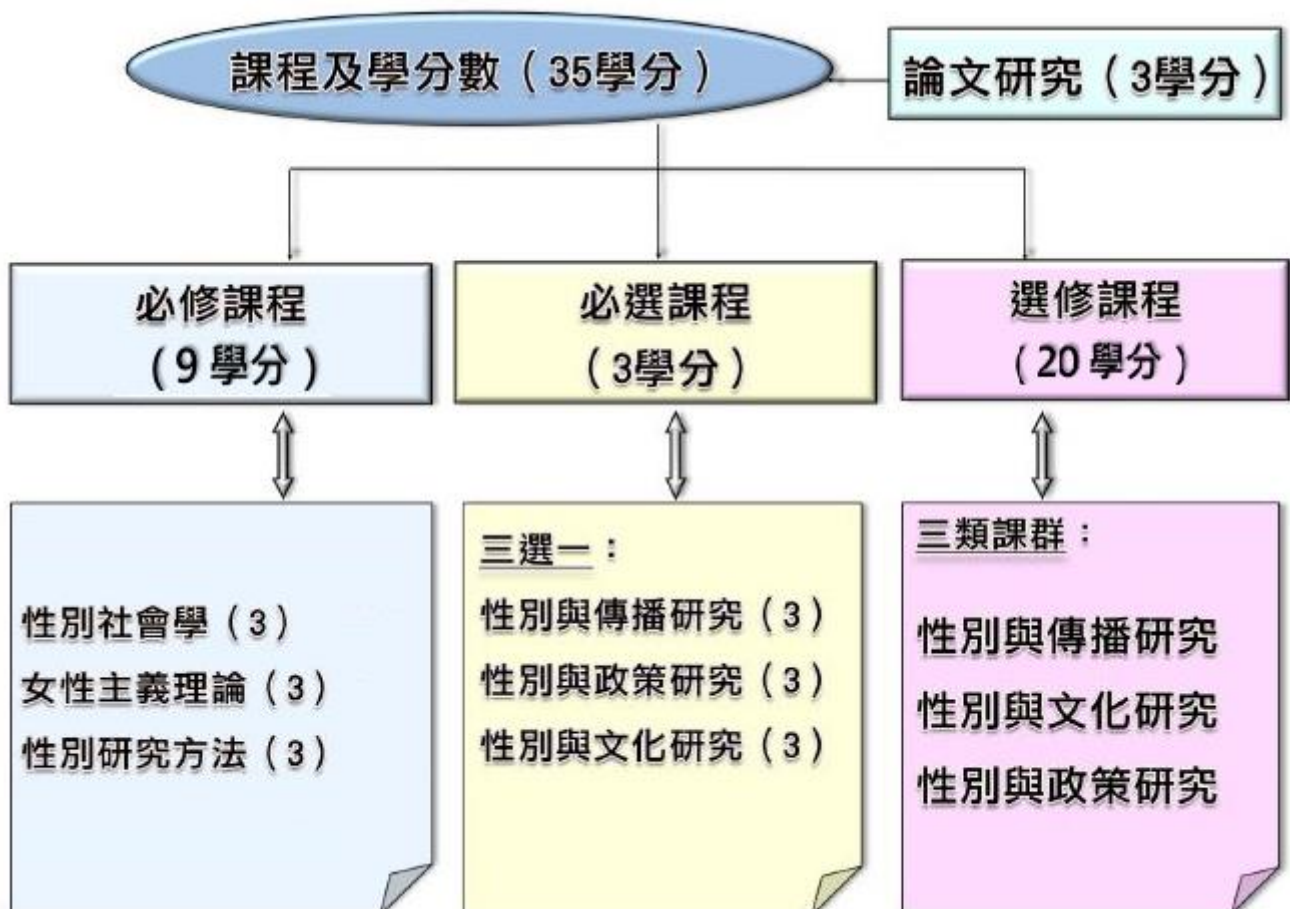 課程及學分數（35學分）
論文研究（3學分）
必修課程
（9 學分）
必選課程
（3學分）
選修課程
（20 學分）
性別社會學（3）
女性主義理論（3）
性別研究方法（3）
三選一：
性別與傳播研究（3）
性別與政策研究（3）
性別與文化研究（3）
三類課群：
性別與傳播研究
性別與文化研究
性別與政策研究